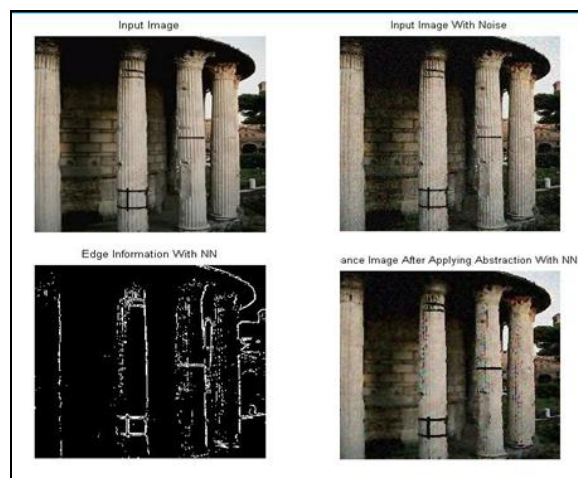 Input Image
Input Image With Noise
Edge Information With NN
ance Image After Applying Abstraction With NN